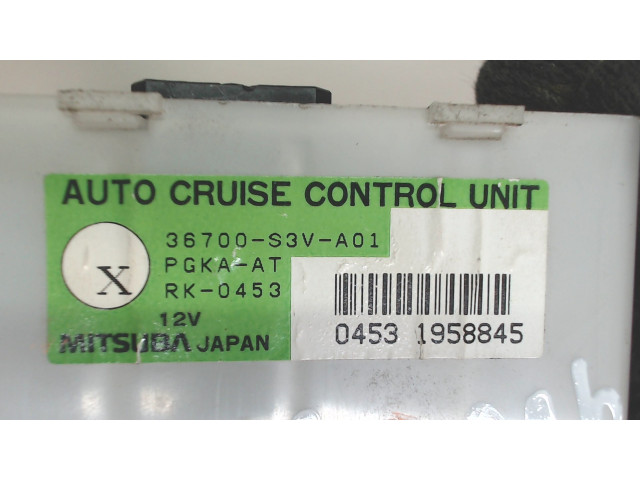 AUTO CRUISE CONTROL UNIT
X
36700-S3V-A01
PGKA-AT
RK-0453
12V
MITSUBA JAPAN
0453 1958845